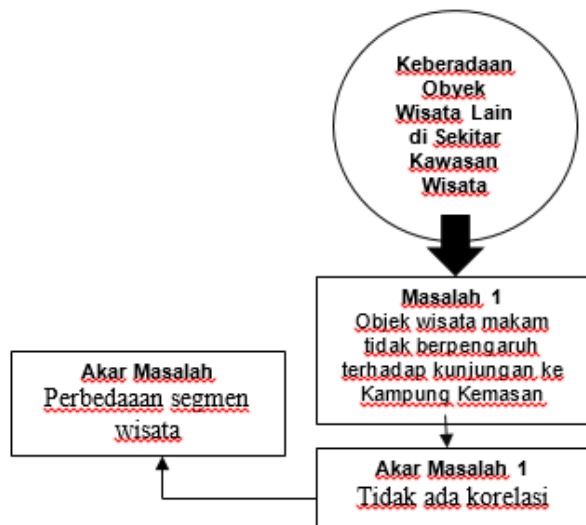 Keberadaan
Obyek
Wisata Lain
di Sekitar
Kawasan
Wisata
Masalah 1
Objek wisata makam
tidak berpengaruh
terhadap kunjungan ke
Kampung Kemasan
Akar Masalah
Perbedaaan segmen
wisata
Akar Masalah 1
Tidak ada korelasi